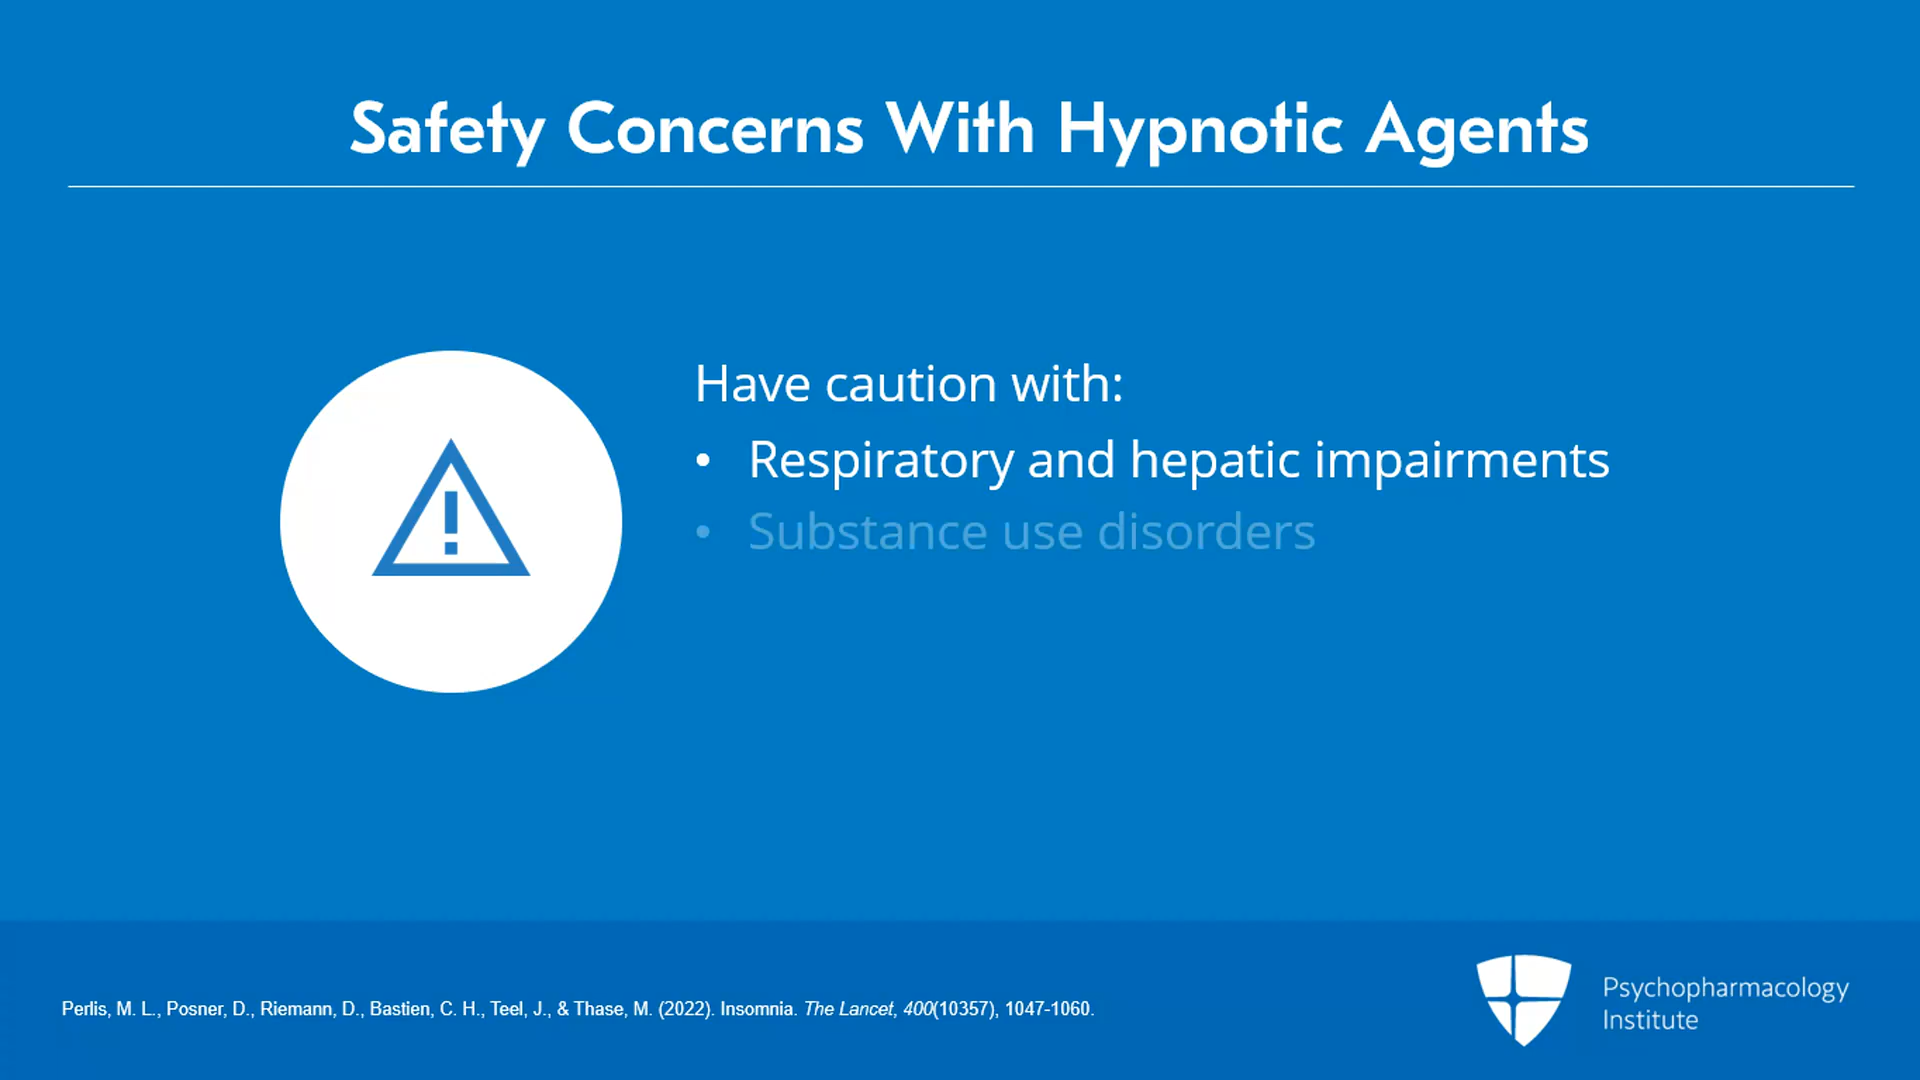 Safety Concerns With Hypnotic Agents
Have caution with:
• Respiratory and hepatic impairments
• Substance use disorders
Perlis, M. L., Posner, D., Riemann, D., Bastien, C. H., Teel, J., & Thase, M. (2022). Insomnia. The Lancet, 400(10357), 1047-1060.
Psychopharmacology
Institute